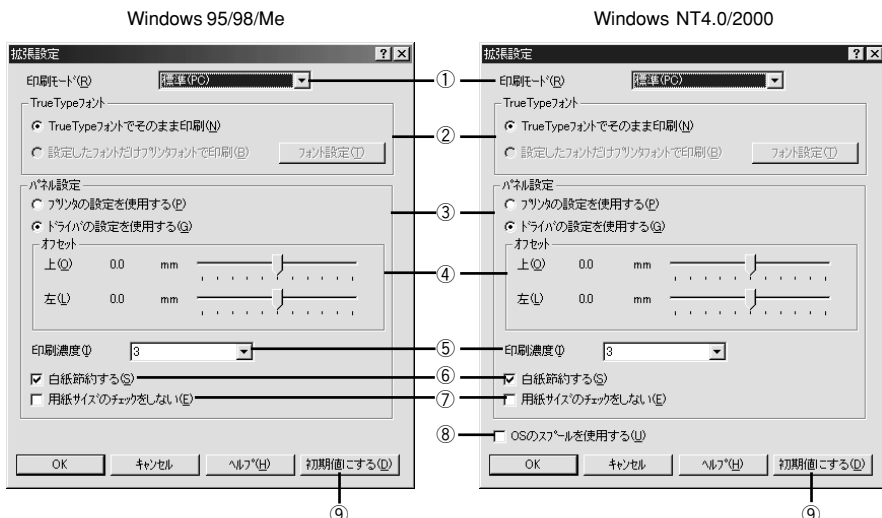 Windows 95/98/Me
拡張設定
印刷モード(R) 標準(PC)
TrueTypeフォント
TrueTypeフォントでそのまま印刷(N)
設定したフォントだけプリンタフォントで印刷(B) フォント設定(T)
パネル設定
プリンタの設定を使用する(P)
ドライバの設定を使用する(G)
オフセット
上(O) 0.0 mm
左(L) 0.0 mm
印刷濃度(I) 3
白紙節約する(S)
用紙サイズのチェックをしない(E)
OK キャンセル ヘルプ(H) 初期値にする(D)
⑨
①
②
③
④
⑤
⑥
⑦
⑧
Windows NT4.0/2000
拡張設定
印刷モード(R) 標準(PC)
TrueTypeフォント
TrueTypeフォントでそのまま印刷(N)
設定したフォントだけプリンタフォントで印刷(B) フォント設定(T)
パネル設定
プリンタの設定を使用する(P)
ドライバの設定を使用する(G)
オフセット
上(O) 0.0 mm
左(L) 0.0 mm
印刷濃度(I) 3
白紙節約する(S)
用紙サイズのチェックをしない(E)
OSのスプールを使用する(U)
OK キャンセル ヘルプ(H) 初期値にする(D)
⑨